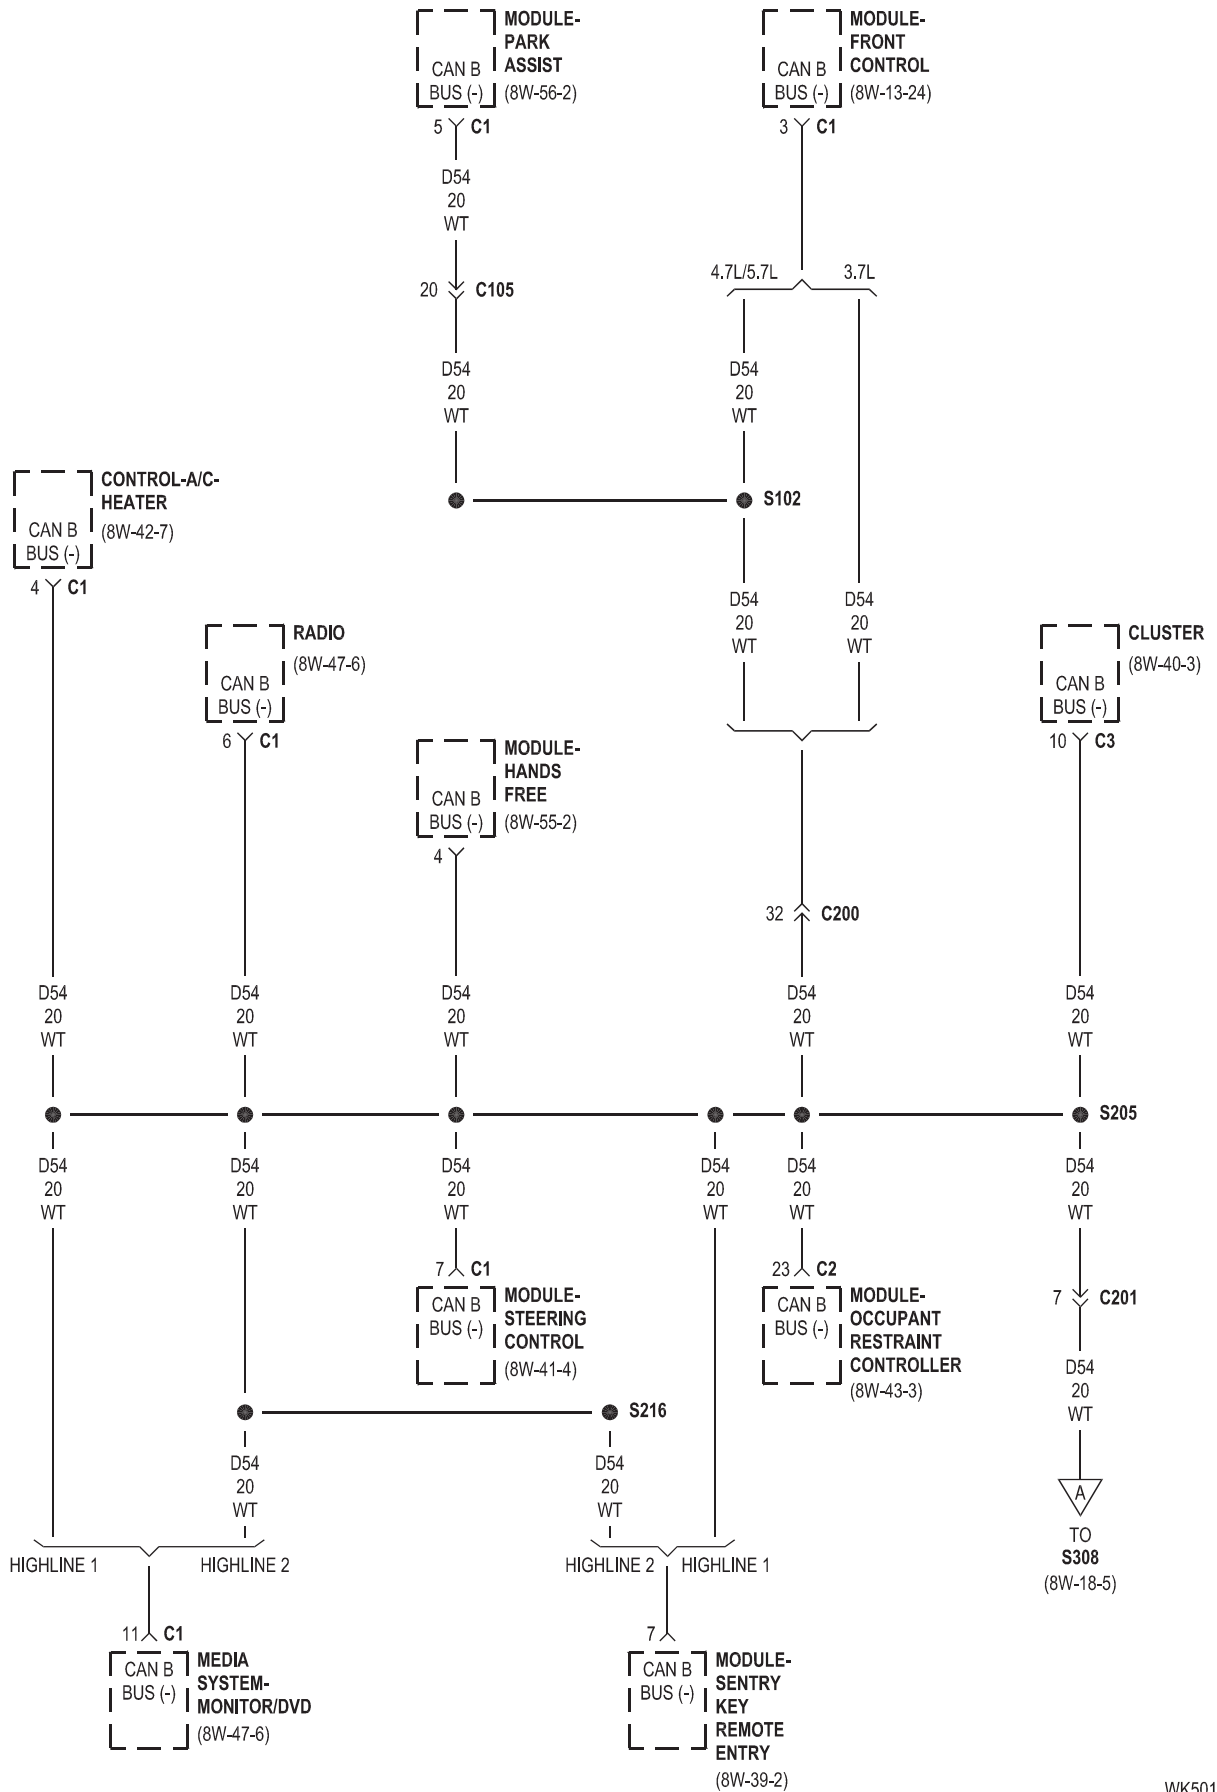 MODULE-
PARK
ASSIST
(8W-56-2)
CAN B
BUS (-)
5 C1
D54
20
WT
20 C105
D54
20
WT
MODULE-
FRONT
CONTROL
(8W-13-24)
CAN B
BUS (-)
3 C1
4.7L/5.7L 3.7L
D54
20
WT
S102
D54
20
WT
D54
20
WT
CONTROL-A/C-
HEATER
(8W-42-7)
CAN B
BUS (-)
4 C1
RADIO
(8W-47-6)
CAN B
BUS (-)
6 C1
MODULE-
HANDS
FREE
(8W-55-2)
CAN B
BUS (-)
4
CLUSTER
(8W-40-3)
CAN B
BUS (-)
10 C3
32 C200
D54
20
WT
D54
20
WT
D54
20
WT
D54
20
WT
D54
20
WT
S205
D54
20
WT
D54
20
WT
D54
20
WT
D54
20
WT
D54
20
WT
D54
20
WT
7 C1
CAN B
BUS (-)
MODULE-
STEERING
CONTROL
(8W-41-4)
23 C2
CAN B
BUS (-)
MODULE-
OCCUPANT
RESTRAINT
CONTROLLER
(8W-43-3)
7 C201
D54
20
WT
A
TO
S308
(8W-18-5)
S216
D54
20
WT
D54
20
WT
HIGHLINE 1 HIGHLINE 2
HIGHLINE 2 HIGHLINE 1
11 C1
CAN B
BUS (-)
MEDIA
SYSTEM-
MONITOR/DVD
(8W-47-6)
7
CAN B
BUS (-)
MODULE-
SENTRY
KEY
REMOTE
ENTRY
(8W-39-2)
WK501